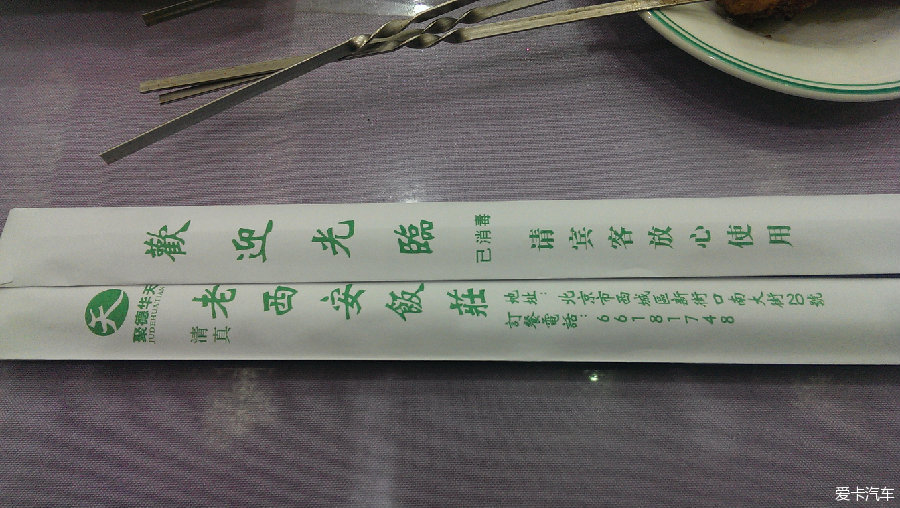 歡迎光臨
已消毒
请宾客放心使用
聚德华天
JUDEHUATIAN
清真
老西安飯莊
地址：北京市西城區新街口南大街20號
訂餐電話：66181748
爱卡汽车